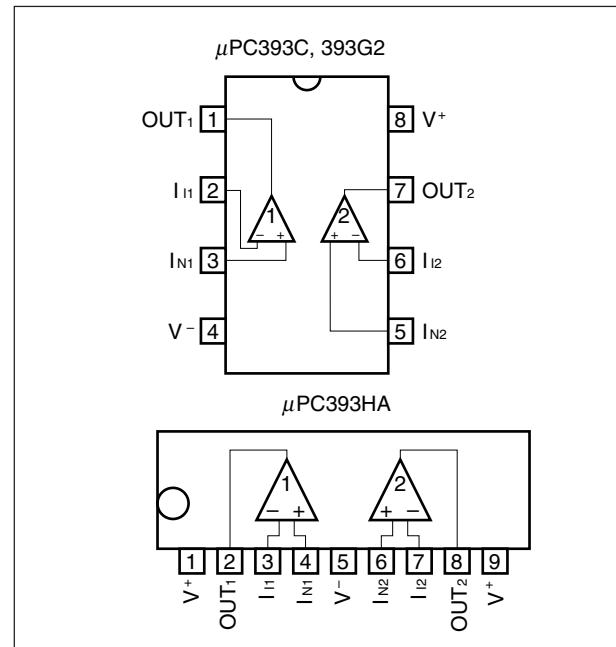 μPC393C, 393G2
OUT1 1 8 V+
II1 2 7 OUT2
1 2
− + + −
IN1 3 6 II2
V− 4 5 IN2
μPC393HA
1 2
− + + −
1 2 3 4 5 6 7 8 9
V+ OUT1 II1 IN1 V− IN2 II2 OUT2 V+